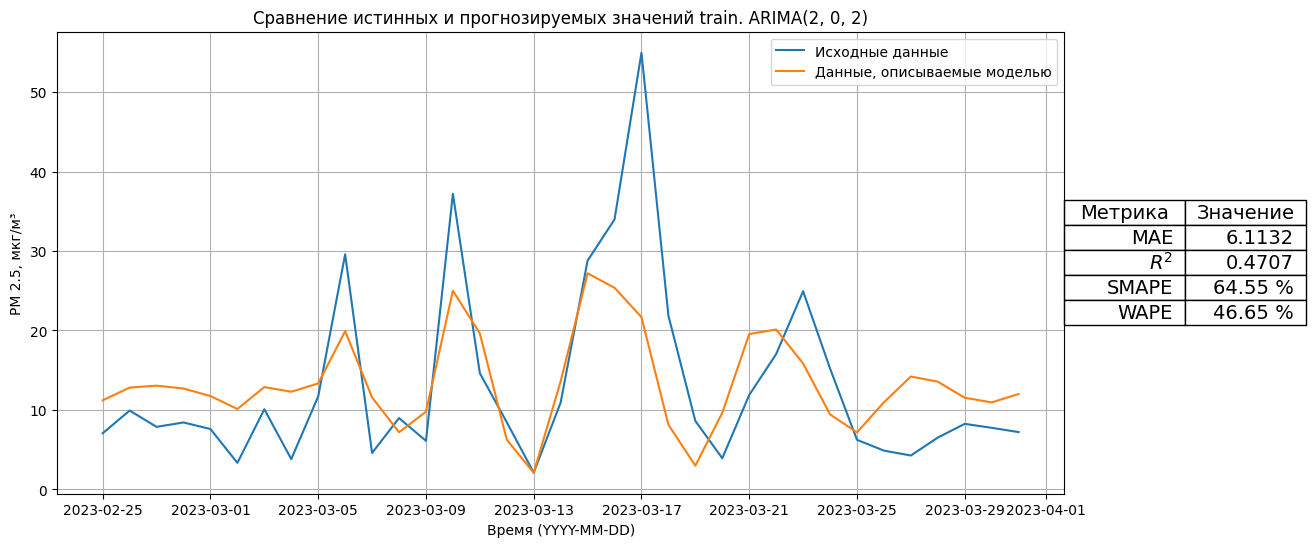 Сравнение истинных и прогнозируемых значений train. ARIMA(2, 0, 2)
Исходные данные
Данные, описываемые моделью
PM 2.5, мкг/м³
50
40
30
20
10
0
2023-02-25 2023-03-01 2023-03-05 2023-03-09 2023-03-13 2023-03-17 2023-03-21 2023-03-25 2023-03-29 2023-04-01
Время (YYYY-MM-DD)
Метрика Значение
MAE 6.1132
R² 0.4707
SMAPE 64.55 %
WAPE 46.65 %